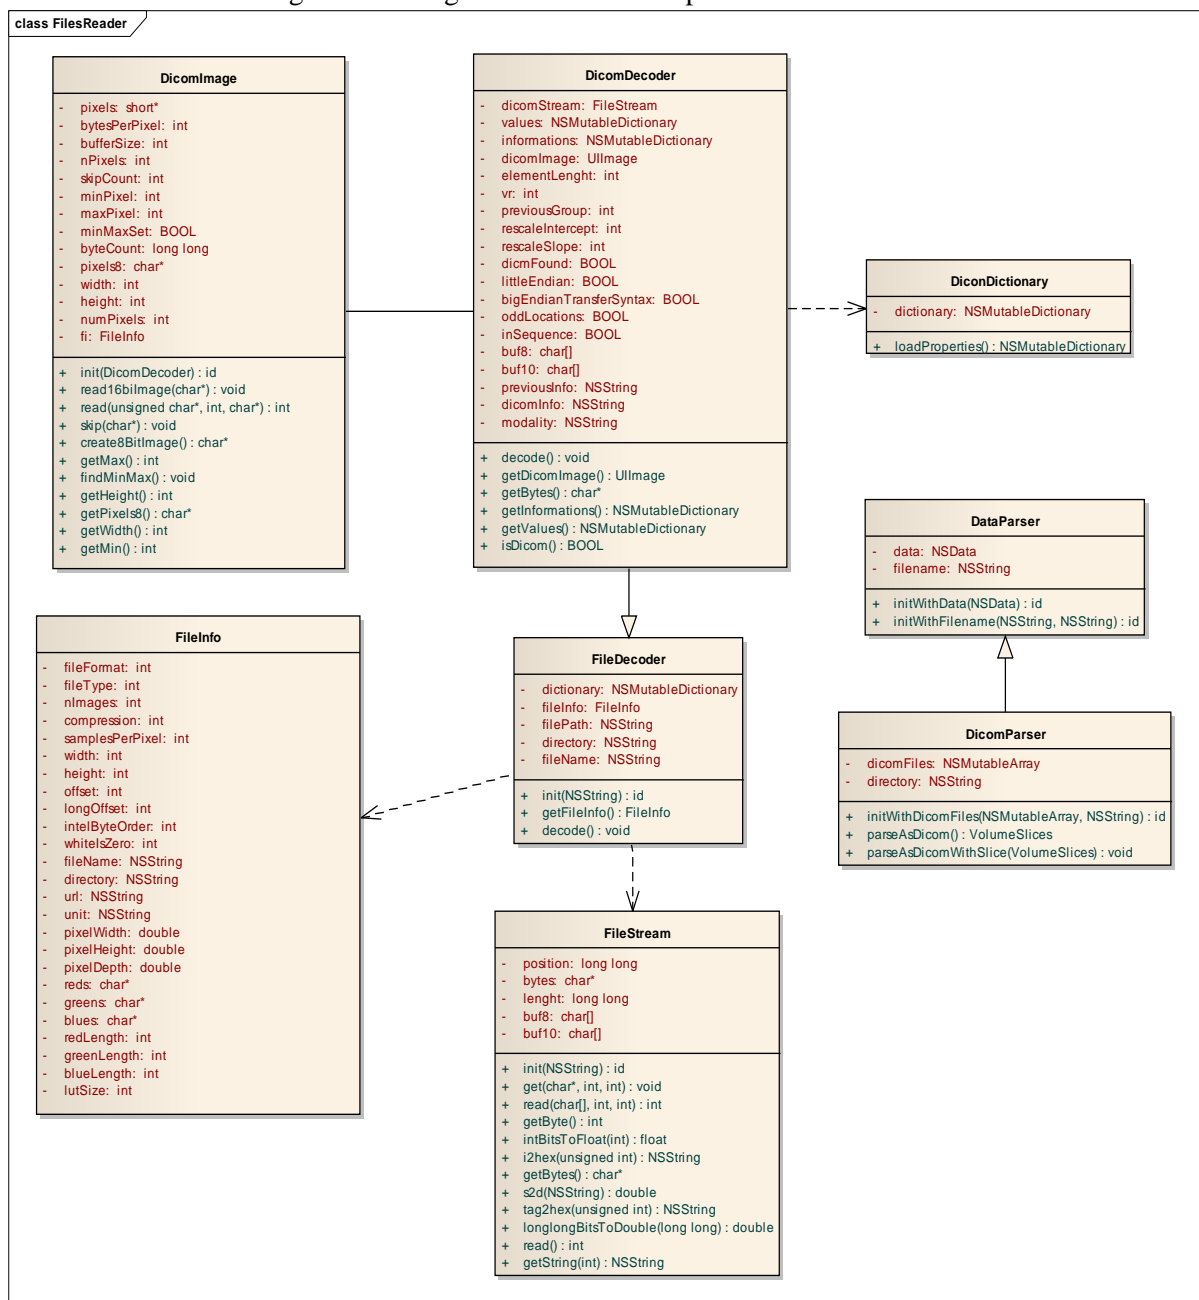 class FilesReader
DicomImage
- pixels: short*
- bytesPerPixel: int
- bufferSize: int
- nPixels: int
- skipCount: int
- minPixel: int
- maxPixel: int
- minMaxSet: BOOL
- byteCount: long long
- pixels8: char*
- width: int
- height: int
- numPixels: int
- fi: FileInfo
+ init(DicomDecoder) : id
+ read16biImage(char*) : void
+ read(unsigned char*, int, char*) : int
+ skip(char*) : void
+ create8BitImage() : char*
+ getMax() : int
+ findMinMax() : void
+ getHeight() : int
+ getPixels8() : char*
+ getWidth() : int
+ getMin() : int
DicomDecoder
- dicomStream: FileStream
- values: NSMutableDictionary
- informations: NSMutableDictionary
- dicomImage: UIImage
- elementLenght: int
- vr: int
- previousGroup: int
- rescaleIntercept: int
- rescaleSlope: int
- dicmFound: BOOL
- littleEndian: BOOL
- bigEndianTransferSyntax: BOOL
- oddLocations: BOOL
- inSequence: BOOL
- buf8: char[]
- buf10: char[]
- previousInfo: NSString
- dicomInfo: NSString
- modality: NSString
+ decode() : void
+ getDicomImage() : UIImage
+ getBytes() : char*
+ getInformations() : NSMutableDictionary
+ getValues() : NSMutableDictionary
+ isDicom() : BOOL
DiconDictionary
- dictionary: NSMutableDictionary
+ loadProperties() : NSMutableDictionary
DataParser
- data: NSData
- filename: NSString
+ initWithData(NSData) : id
+ initWithFilename(NSString, NSString) : id
FileInfo
- fileFormat: int
- fileType: int
- nImages: int
- compression: int
- samplesPerPixel: int
- width: int
- height: int
- offset: int
- longOffset: int
- intelByteOrder: int
- whiteIsZero: int
- fileName: NSString
- directory: NSString
- url: NSString
- unit: NSString
- pixelWidth: double
- pixelHeight: double
- pixelDepth: double
- reds: char*
- greens: char*
- blues: char*
- redLength: int
- greenLength: int
- blueLength: int
- lutSize: int
FileDecoder
- dictionary: NSMutableDictionary
- fileInfo: FileInfo
- filePath: NSString
- directory: NSString
- fileName: NSString
+ init(NSString) : id
+ getFileInfo() : FileInfo
+ decode() : void
DicomParser
- dicomFiles: NSMutableArray
- directory: NSString
+ initWithDicomFiles(NSMutableArray, NSString) : id
+ parseAsDicom() : VolumeSlices
+ parseAsDicomWithSlice(VolumeSlices) : void
FileStream
- position: long long
- bytes: char*
- lenght: long long
- buf8: char[]
- buf10: char[]
+ init(NSString) : id
+ get(char*, int, int) : void
+ read(char[], int, int) : int
+ getByte() : int
+ intBitsToFloat(int) : float
+ i2hex(unsigned int) : NSString
+ getBytes() : char*
+ s2d(NSString) : double
+ tag2hex(unsigned int) : NSString
+ longlongBitsToDouble(long long) : double
+ read() : int
+ getString(int) : NSString